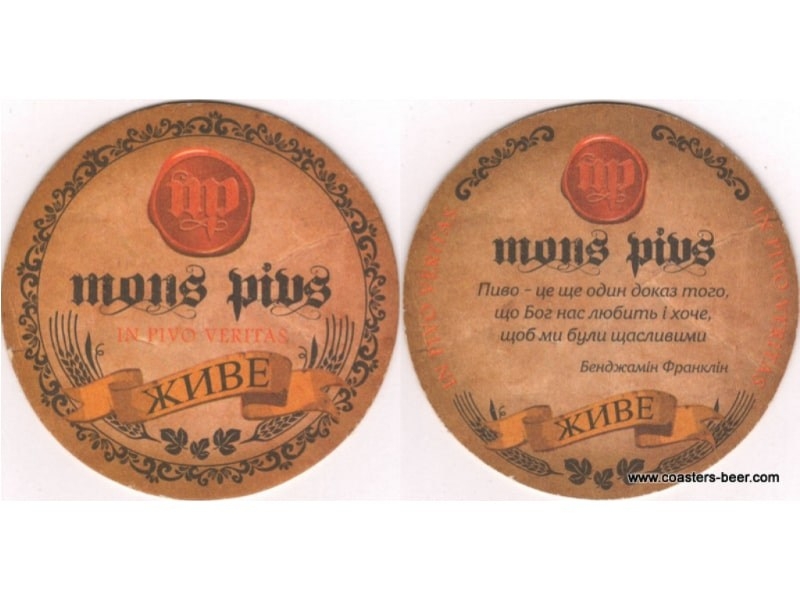 mp
mons pivs
IN PIVO VERITAS
ЖИВЕ
mp
mons pivs
Пиво – це ще один доказ того,
що Бог нас любить і хоче,
щоб ми були щасливими
Бенджамін Франклін
IN PIVO VERITAS
IN PIVO VERITAS
ЖИВЕ
www.coasters-beer.com